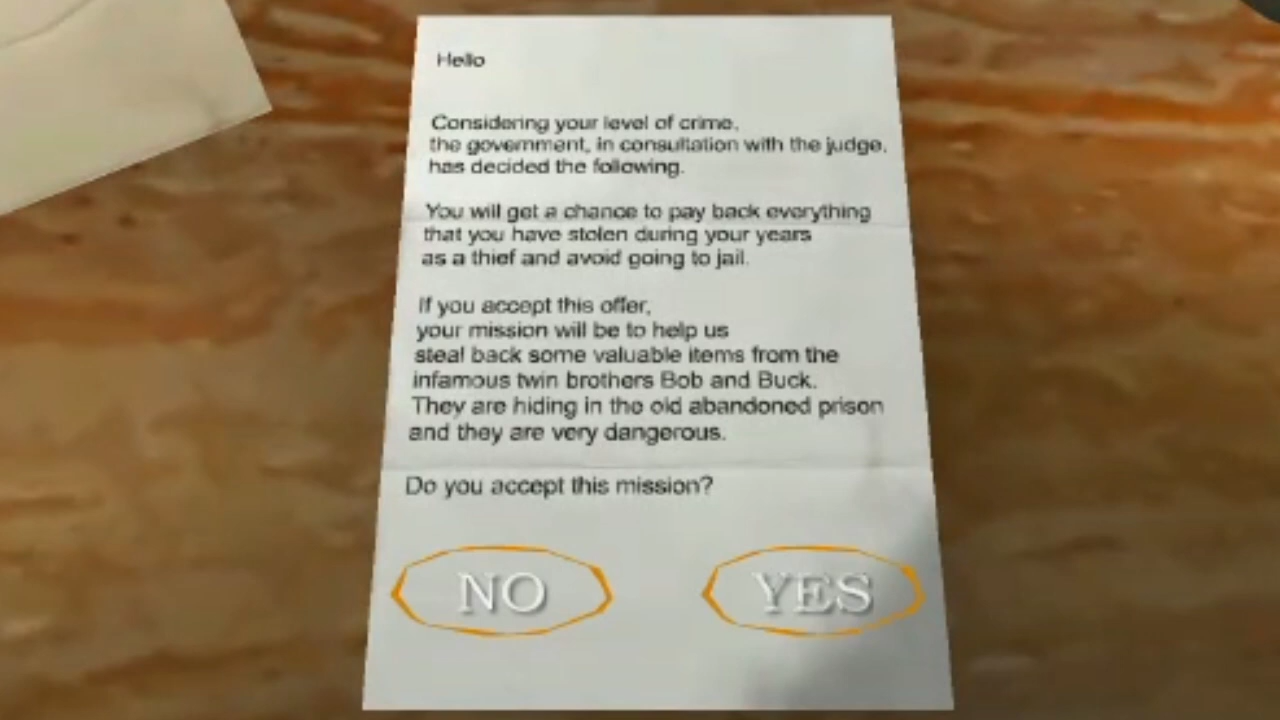 Hello
Considering your level of crime,
the government, in consultation with the judge,
has decided the following.
You will get a chance to pay back everything
that you have stolen during your years
as a thief and avoid going to jail.
If you accept this offer,
your mission will be to help us
steal back some valuable items from the
infamous twin brothers Bob and Buck.
They are hiding in the old abandoned prison
and they are very dangerous.
Do you accept this mission?
NO YES